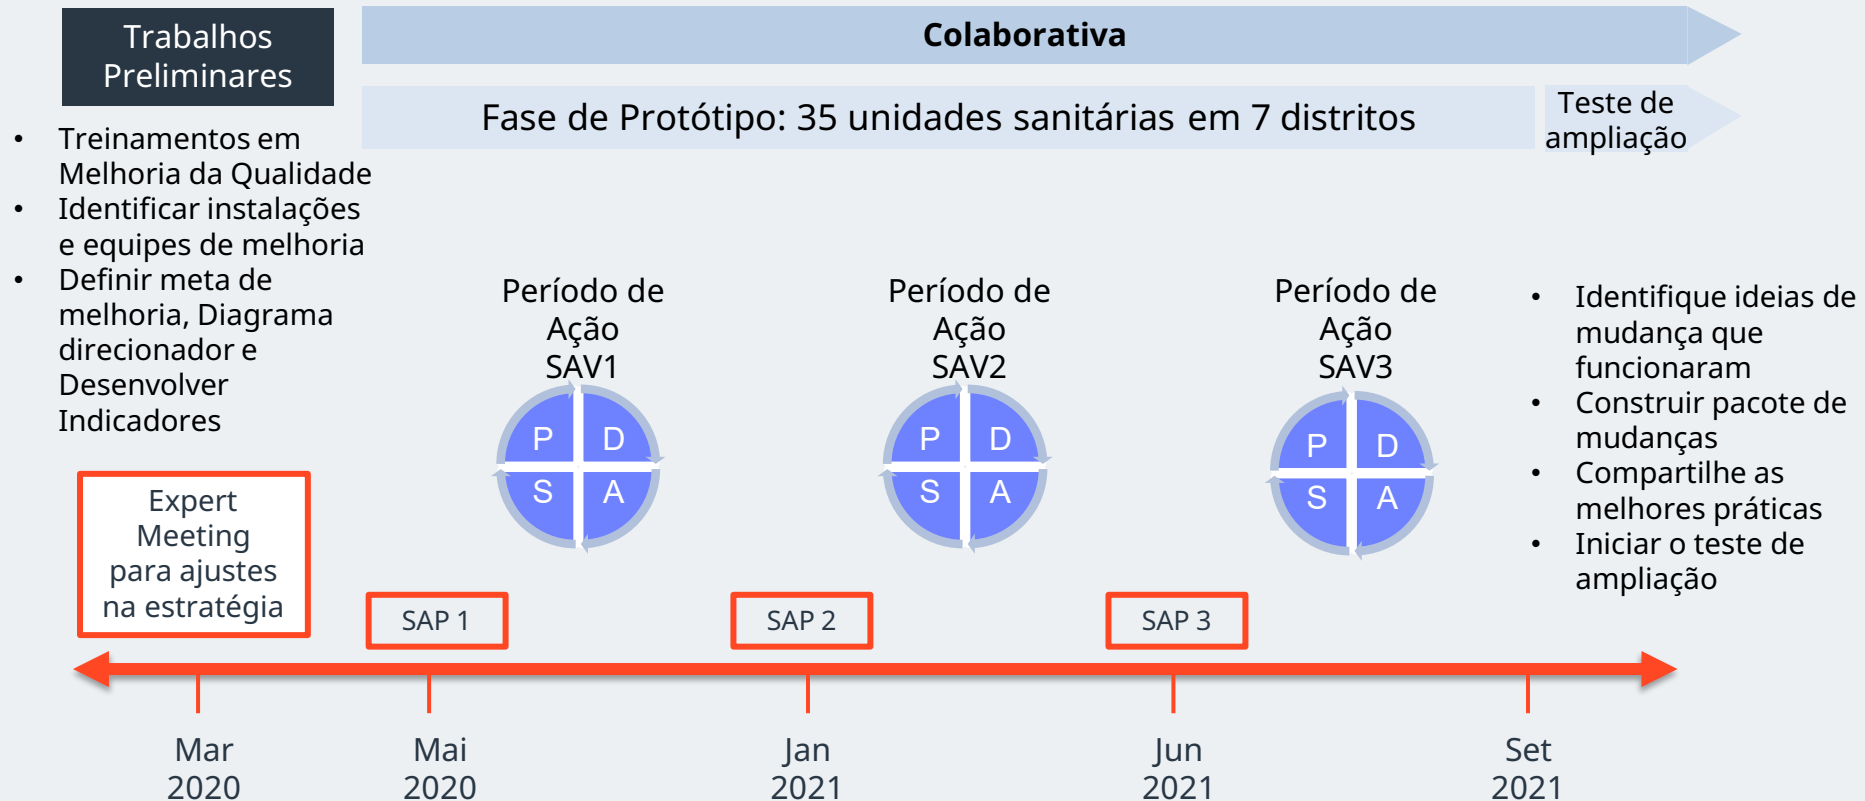 Trabalhos
Preliminares
Colaborativa
Fase de Protótipo: 35 unidades sanitárias em 7 distritos
Teste de
ampliação
• Treinamentos em
Melhoria da Qualidade
• Identificar instalações
e equipes de melhoria
• Definir meta de
melhoria, Diagrama
direcionador e
Desenvolver
Indicadores
Expert
Meeting
para ajustes
na estratégia
Período de
Ação
SAV1
P D
S A
Período de
Ação
SAV2
P D
S A
Período de
Ação
SAV3
P D
S A
• Identifique ideias de
mudança que
funcionaram
• Construir pacote de
mudanças
• Compartilhe as
melhores práticas
• Iniciar o teste de
ampliação
SAP 1
SAP 2
SAP 3
Mar
2020
Mai
2020
Jan
2021
Jun
2021
Set
2021